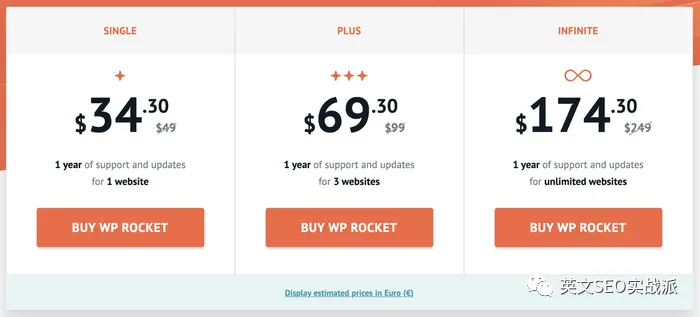 SINGLE
$34.30
$49
1 year of support and updates
for 1 website
BUY WP ROCKET
PLUS
$69.30
$99
1 year of support and updates
for 3 websites
BUY WP ROCKET
INFINITE
$174.30
$249
1 year of support and updates
for unlimited websites
BUY WP ROCKET
Display estimated prices in Euro (€)
英文SEO实战派